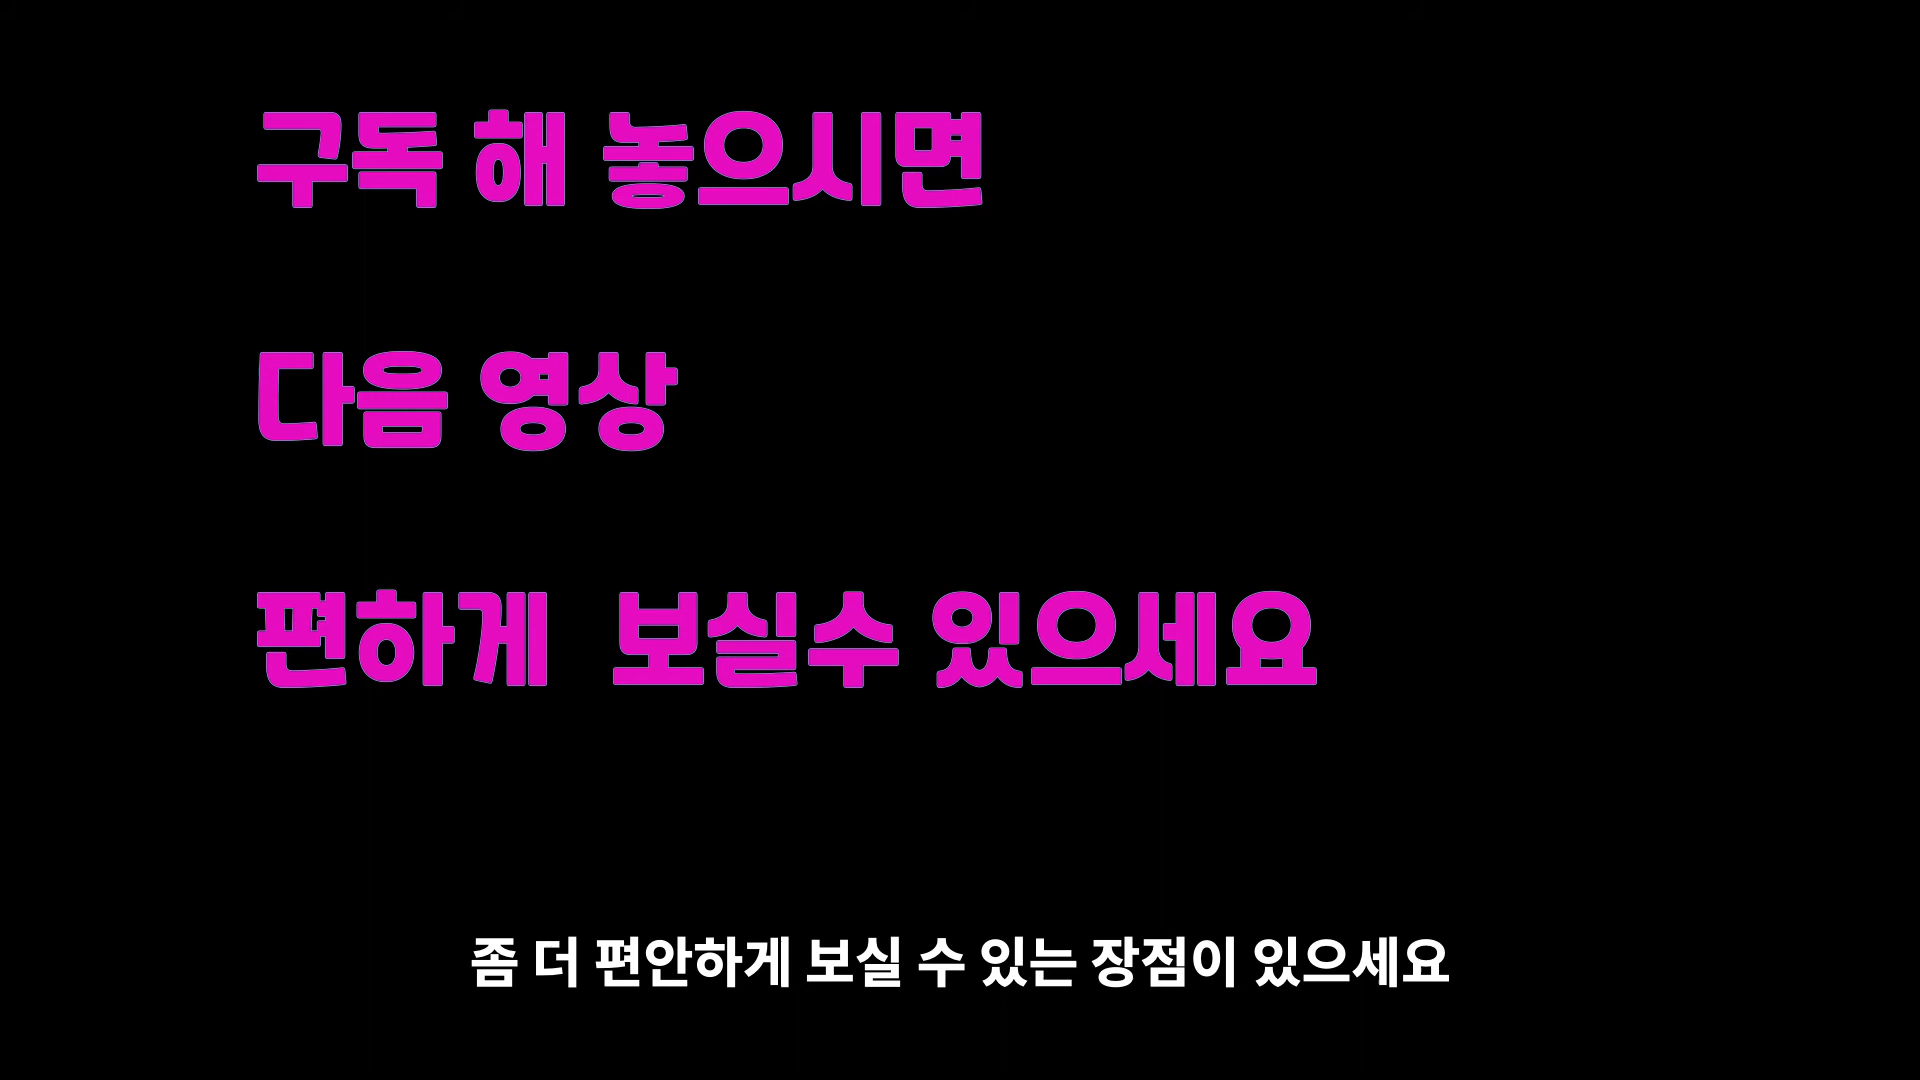 구독 해 놓으시면
다음 영상
편하게  보실수 있으세요
좀 더 편안하게 보실 수 있는 장점이 있으세요